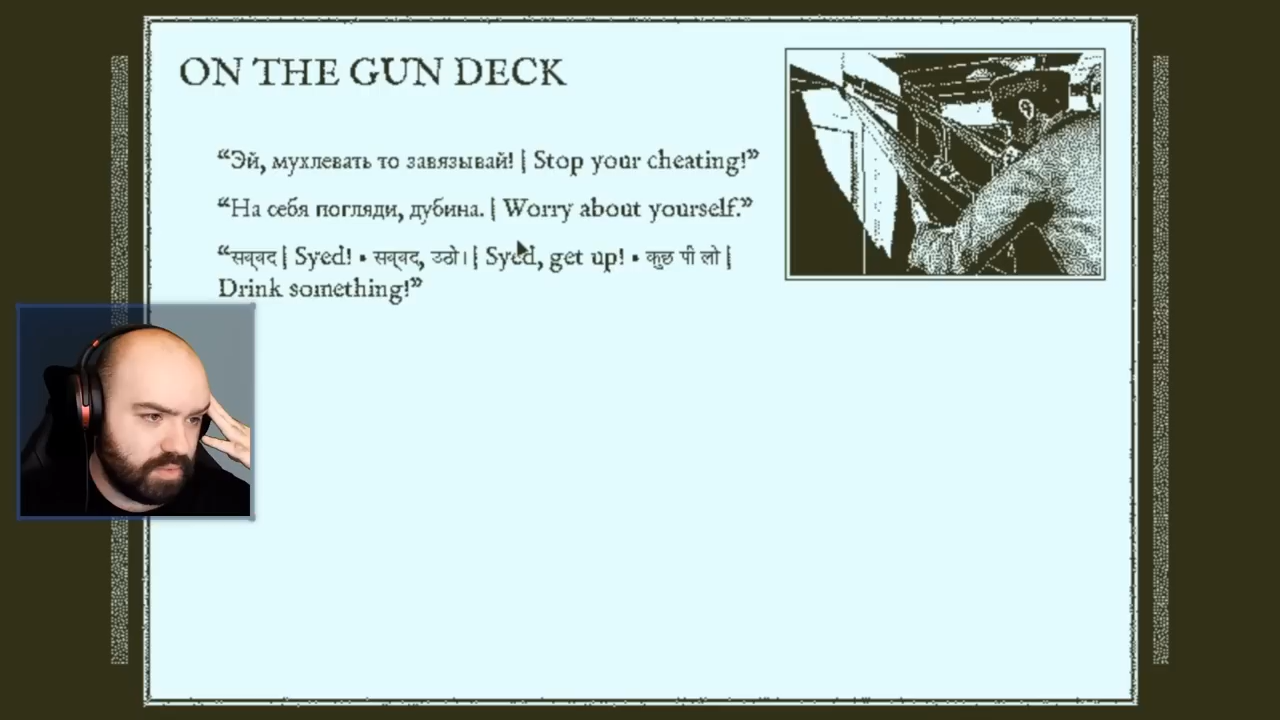 ON THE GUN DECK
“Эй, мухлевать то завязывай! | Stop your cheating!”
“На себя погляди, дубина. | Worry about yourself.”
“सय्यद | Syed! • सय्यद, उठो। | Syed, get up! • कुछ पी लो |
Drink something!”